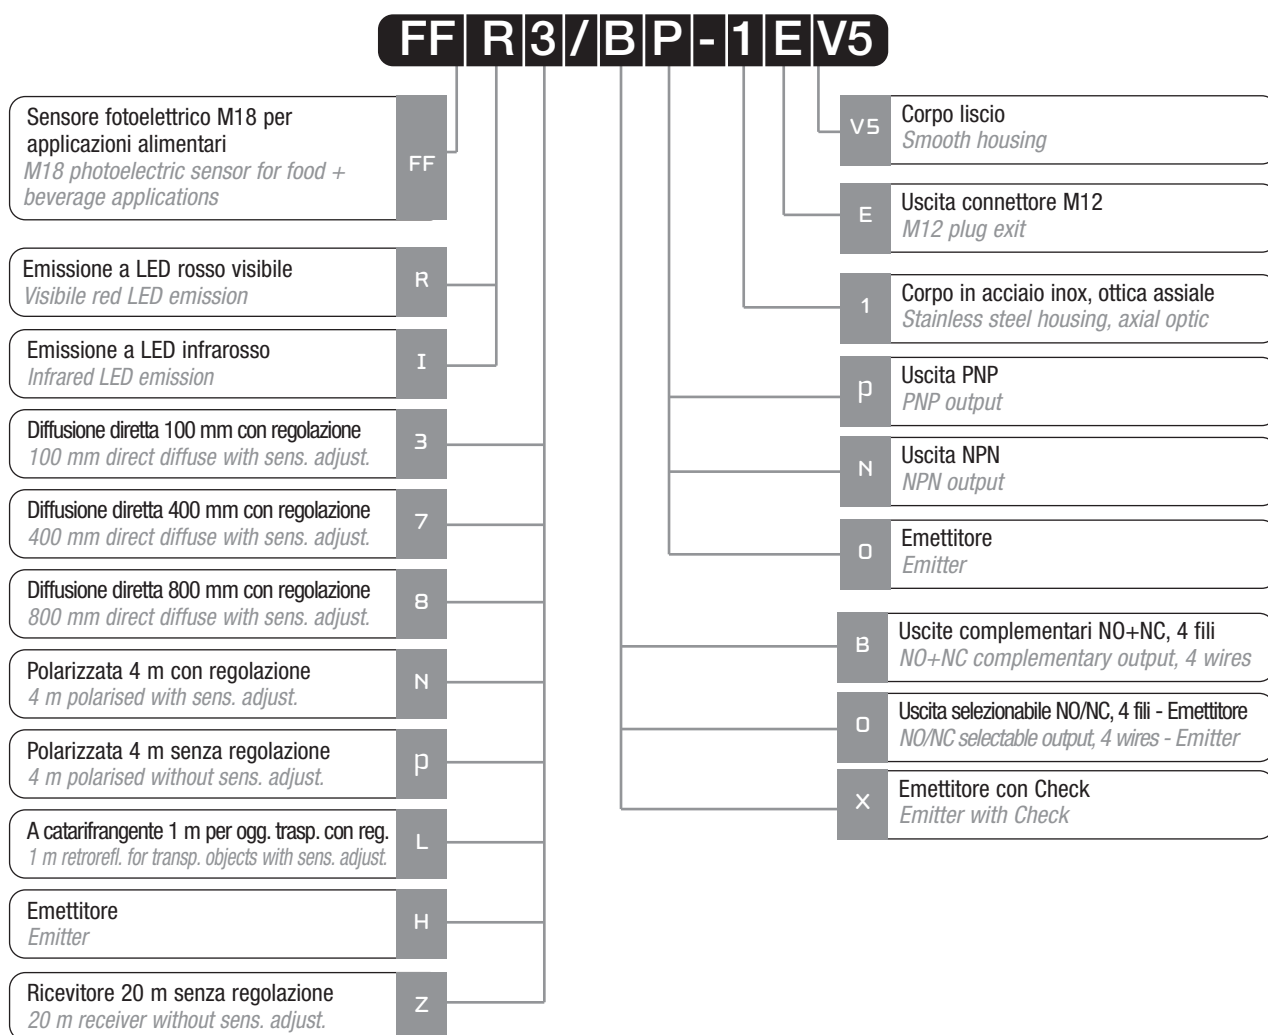 FF R 3 / B P - 1 E V5
Sensore fotoelettrico M18 per
applicazioni alimentari
M18 photoelectric sensor for food +
beverage applications
FF
Emissione a LED rosso visibile
Visibile red LED emission
R
Emissione a LED infrarosso
Infrared LED emission
I
Diffusione diretta 100 mm con regolazione
100 mm direct diffuse with sens. adjust.
3
Diffusione diretta 400 mm con regolazione
400 mm direct diffuse with sens. adjust.
7
Diffusione diretta 800 mm con regolazione
800 mm direct diffuse with sens. adjust.
8
Polarizzata 4 m con regolazione
4 m polarised with sens. adjust.
N
Polarizzata 4 m senza regolazione
4 m polarised without sens. adjust.
P
A catarifrangente 1 m per ogg. trasp. con reg.
1 m retrorefl. for transp. objects with sens. adjust.
L
Emettitore
Emitter
H
Ricevitore 20 m senza regolazione
20 m receiver without sens. adjust.
Z
V5
Corpo liscio
Smooth housing
E
Uscita connettore M12
M12 plug exit
1
Corpo in acciaio inox, ottica assiale
Stainless steel housing, axial optic
P
Uscita PNP
PNP output
N
Uscita NPN
NPN output
0
Emettitore
Emitter
B
Uscite complementari NO+NC, 4 fili
NO+NC complementary output, 4 wires
0
Uscita selezionabile NO/NC, 4 fili - Emettitore
NO/NC selectable output, 4 wires - Emitter
X
Emettitore con Check
Emitter with Check